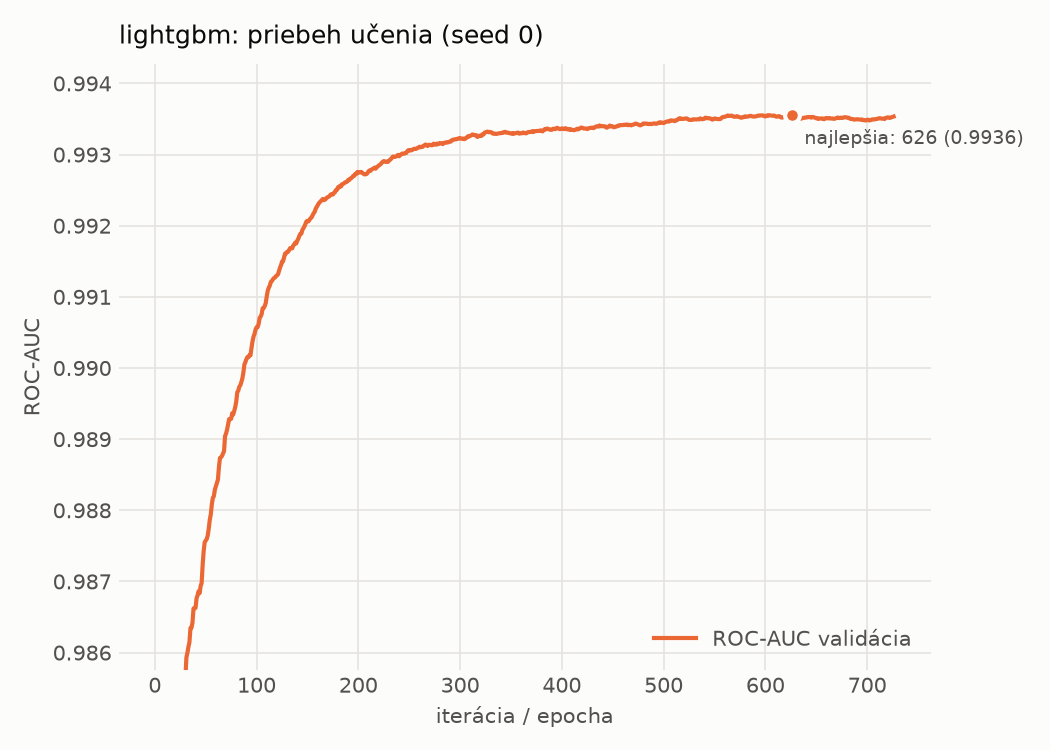 lightgbm: priebeh učenia (seed 0)
0.994
0.993
0.992
0.991
0.990
0.989
0.988
0.987
0.986
ROC-AUC
najlepšia: 626 (0.9936)
ROC-AUC validácia
0 100 200 300 400 500 600 700
iterácia / epocha